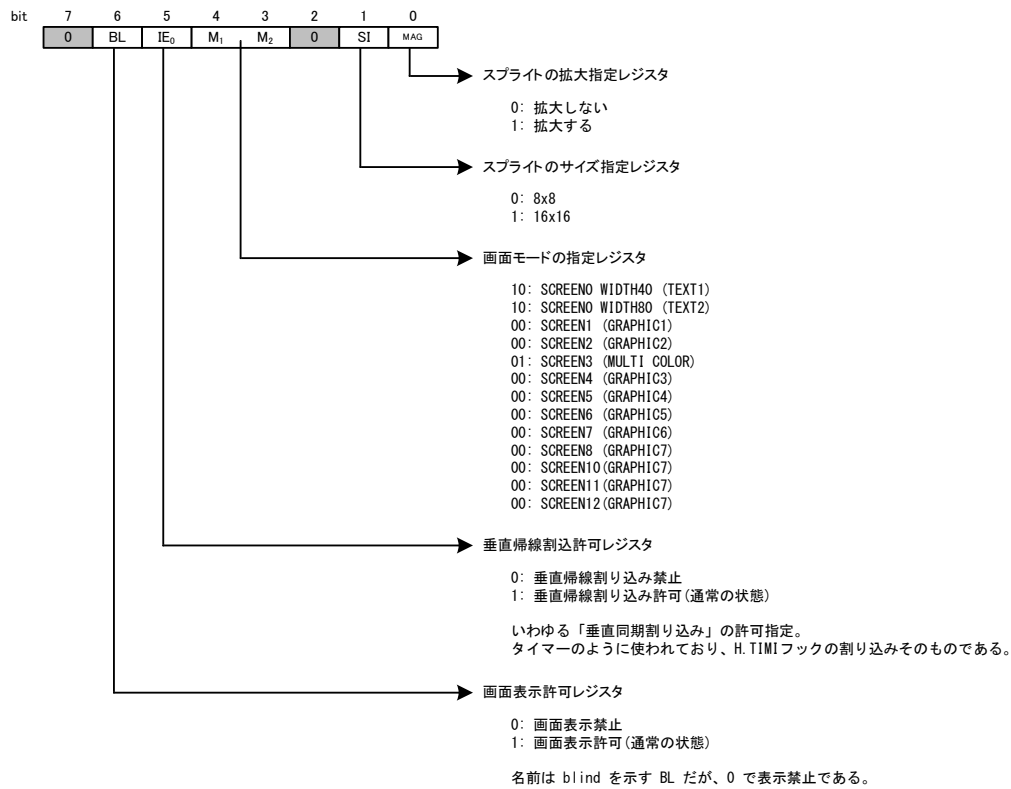 bit 7 6 5 4 3 2 1 0
0 BL IE₀ M₁ M₂ 0 SI MAG
スプライトの拡大指定レジスタ
0: 拡大しない
1: 拡大する
スプライトのサイズ指定レジスタ
0: 8x8
1: 16x16
画面モードの指定レジスタ
10: SCREEN0 WIDTH40 (TEXT1)
10: SCREEN0 WIDTH80 (TEXT2)
00: SCREEN1 (GRAPHIC1)
00: SCREEN2 (GRAPHIC2)
01: SCREEN3 (MULTI COLOR)
00: SCREEN4 (GRAPHIC3)
00: SCREEN5 (GRAPHIC4)
00: SCREEN6 (GRAPHIC5)
00: SCREEN7 (GRAPHIC6)
00: SCREEN8 (GRAPHIC7)
00: SCREEN10(GRAPHIC7)
00: SCREEN11(GRAPHIC7)
00: SCREEN12(GRAPHIC7)
垂直帰線割込許可レジスタ
0: 垂直帰線割り込み禁止
1: 垂直帰線割り込み許可(通常の状態)
いわゆる「垂直同期割り込み」の許可指定。
タイマーのように使われており、H.TIMIフックの割り込みそのものである。
画面表示許可レジスタ
0: 画面表示禁止
1: 画面表示許可(通常の状態)
名前は blind を示す BL だが、0 で表示禁止である。